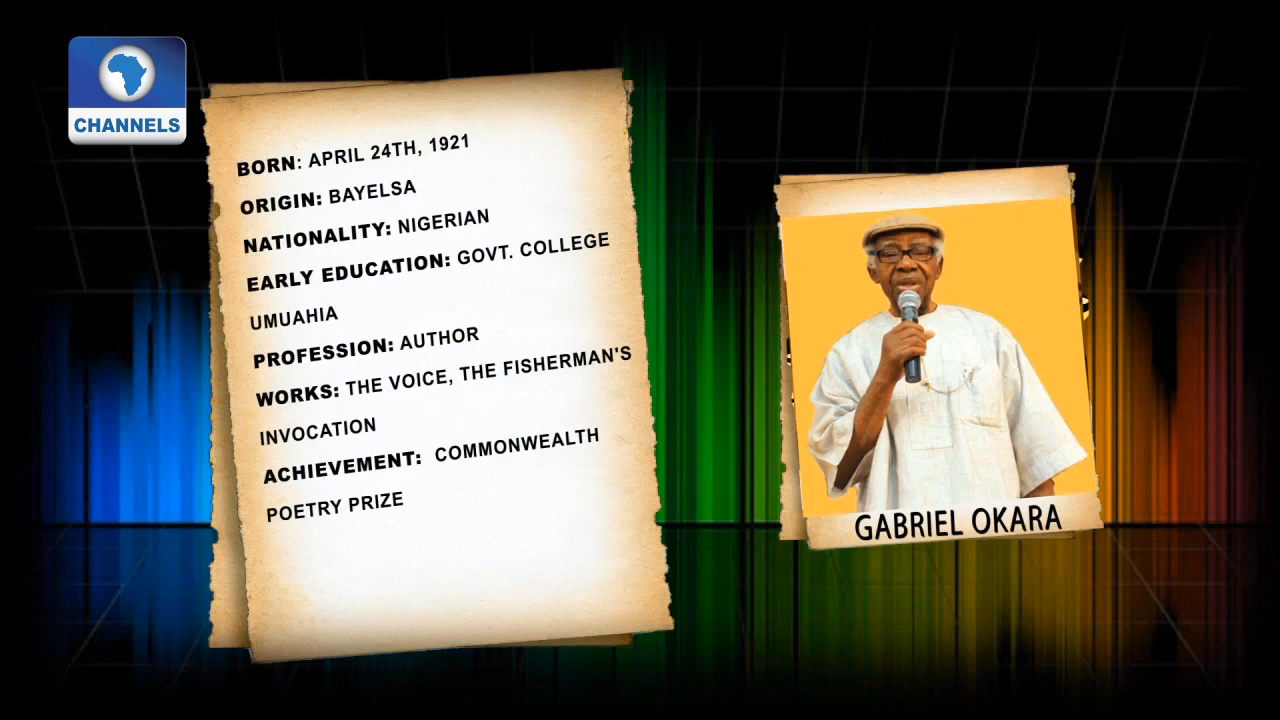 CHANNELS
BORN: APRIL 24TH, 1921
ORIGIN: BAYELSA
NATIONALITY: NIGERIAN
EARLY EDUCATION: GOVT. COLLEGE
UMUAHIA
PROFESSION: AUTHOR
WORKS: THE VOICE, THE FISHERMAN'S
INVOCATION
ACHIEVEMENT: COMMONWEALTH
POETRY PRIZE
GABRIEL OKARA